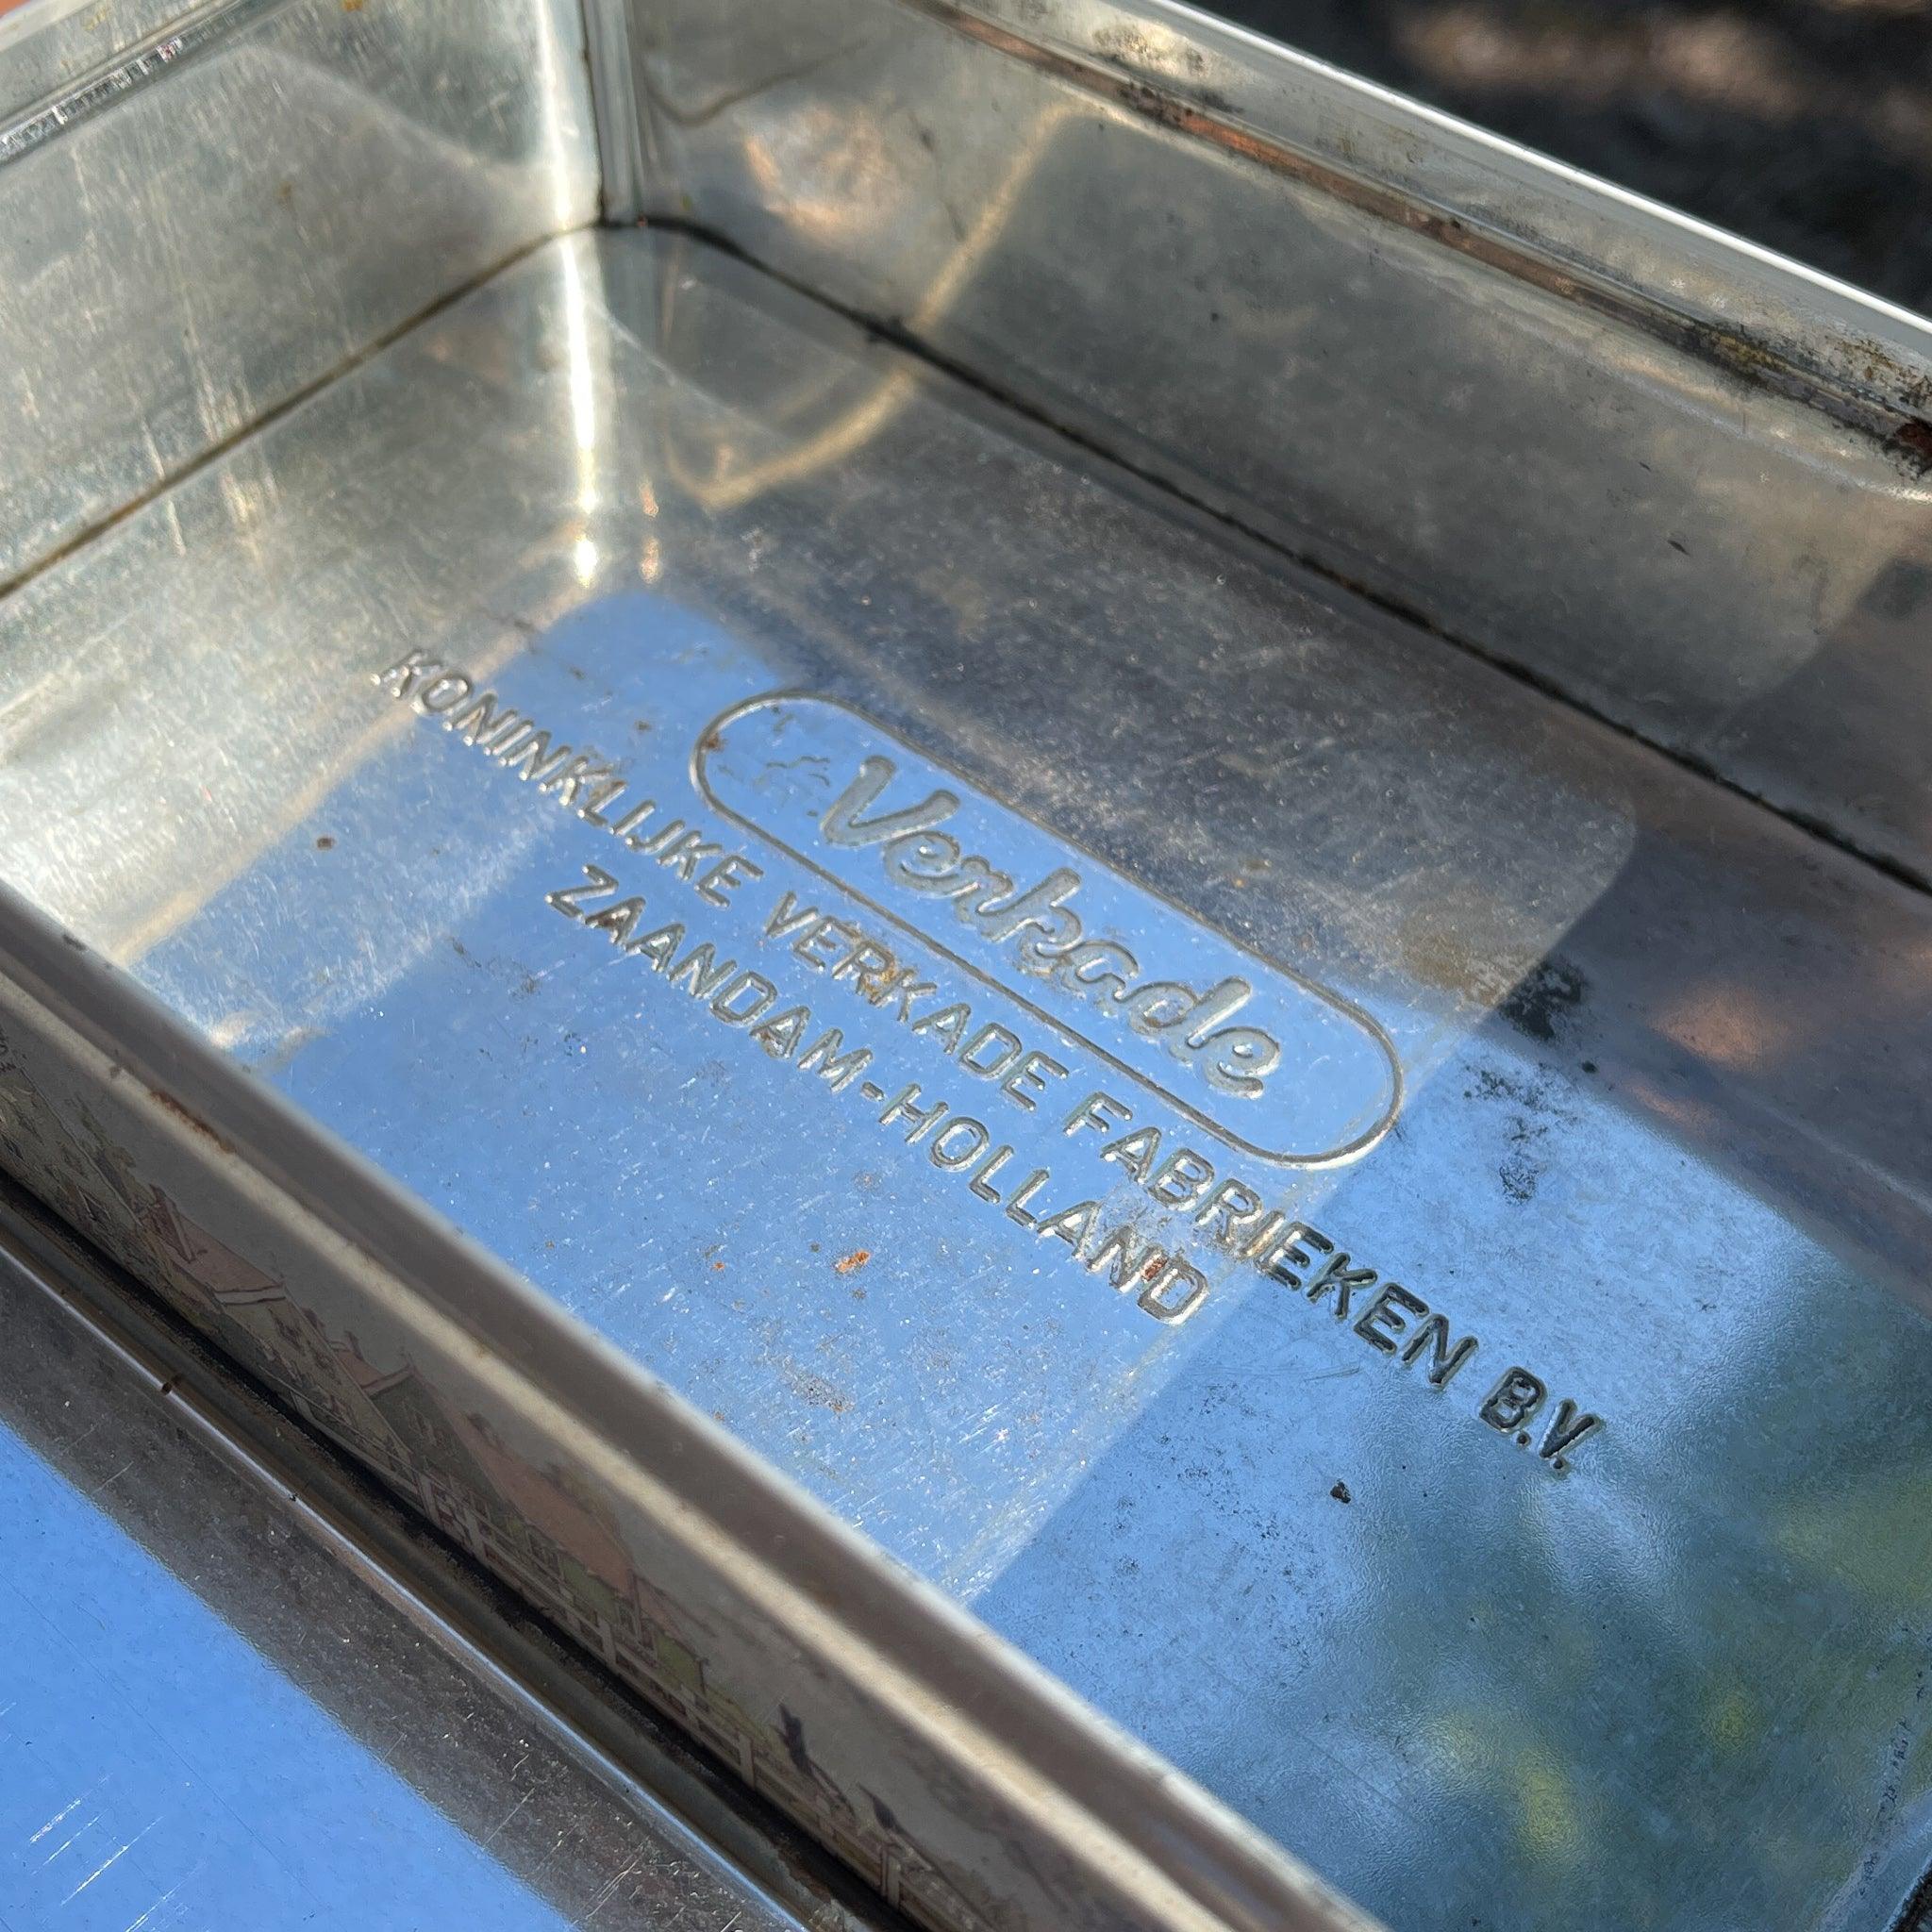 Verkade
KONINKLIJKE VERKADE FABRIEKEN B.V.
ZAANDAM-HOLLAND